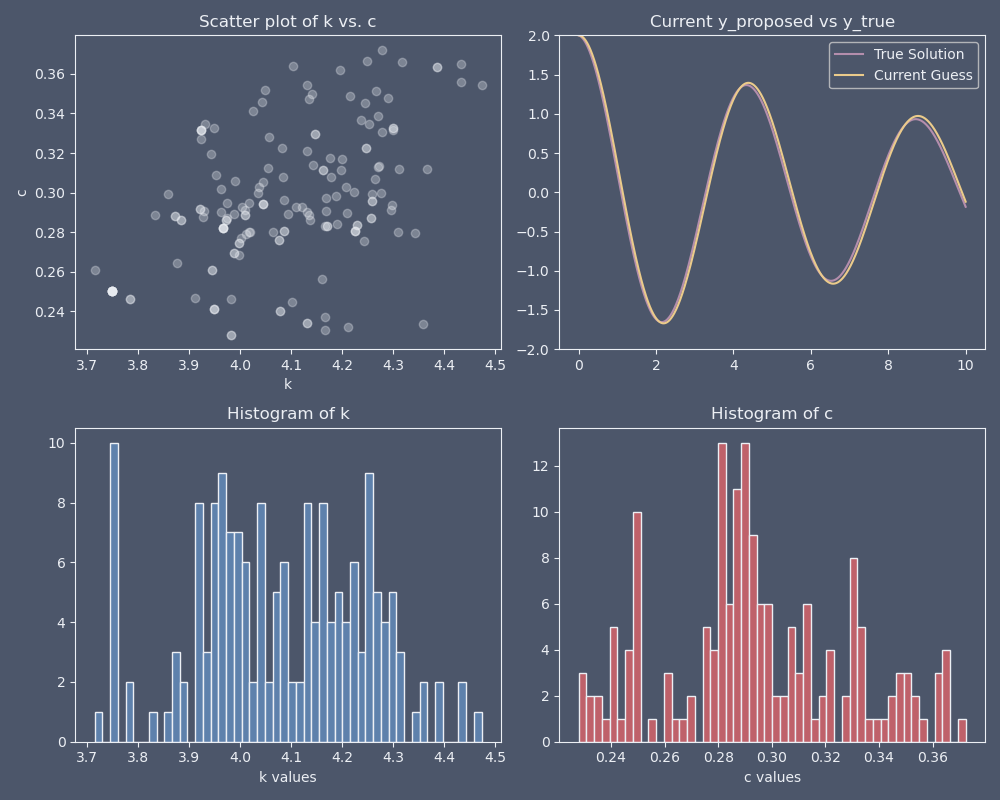 Scatter plot of k vs. c
c
0.36
0.34
0.32
0.30
0.28
0.26
0.24
3.7 3.8 3.9 4.0 4.1 4.2 4.3 4.4 4.5
k
Current y_proposed vs y_true
True Solution
Current Guess
2.0
1.5
1.0
0.5
0.0
−0.5
−1.0
−1.5
−2.0
0 2 4 6 8 10
Histogram of k
10
8
6
4
2
0
3.7 3.8 3.9 4.0 4.1 4.2 4.3 4.4 4.5
k values
Histogram of c
12
10
8
6
4
2
0
0.24 0.26 0.28 0.30 0.32 0.34 0.36
c values